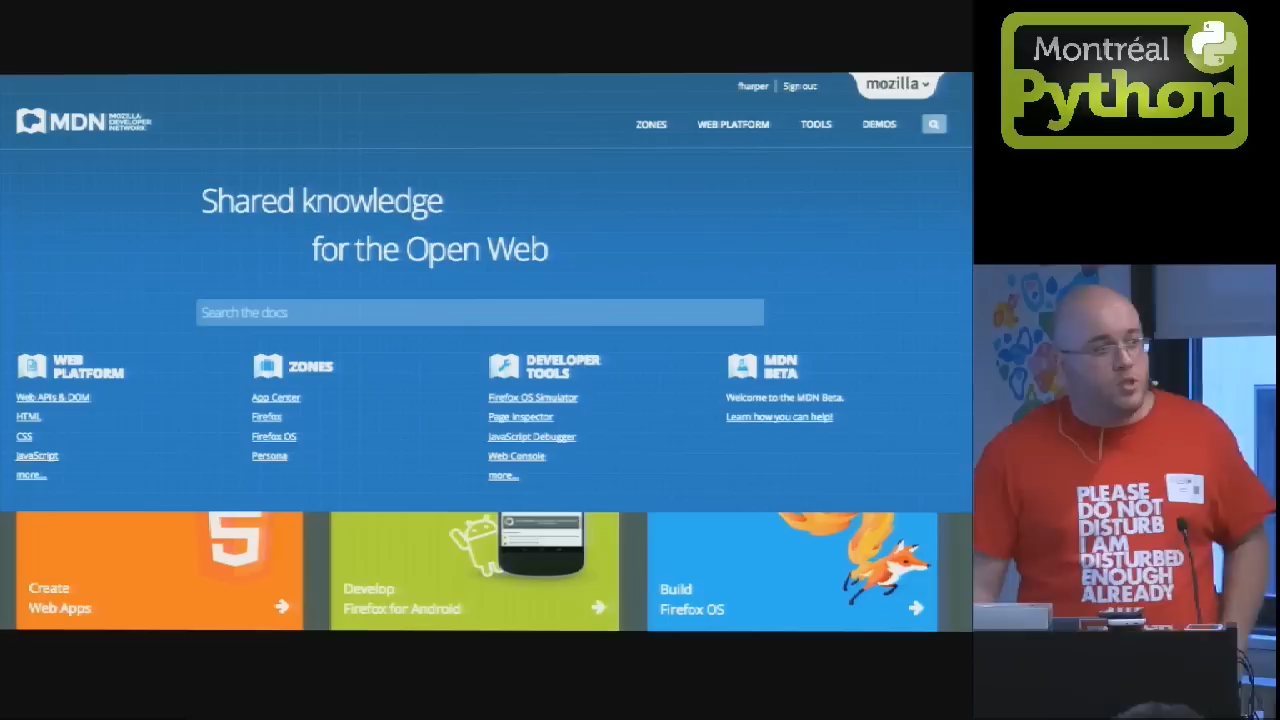 Montréal
Python
fharper | Sign out
mozilla
MDN MOZILLA
DEVELOPER
NETWORK
ZONES WEB PLATFORM TOOLS DEMOS
Shared knowledge
for the Open Web
Search the docs
WEB
PLATFORM
Web APIs & DOM
HTML
CSS
JavaScript
more...
ZONES
App Center
Firefox
Firefox OS
Persona
DEVELOPER
TOOLS
Firefox OS Simulator
Page Inspector
JavaScript Debugger
Web Console
more...
MDN
BETA
Welcome to the MDN Beta.
Learn how you can help!
5
Create
Web Apps
Develop
Firefox for Android
Build
Firefox OS
PLEASE
DO NOT
DISTURB
I AM
DISTURBED
ENOUGH
ALREADY